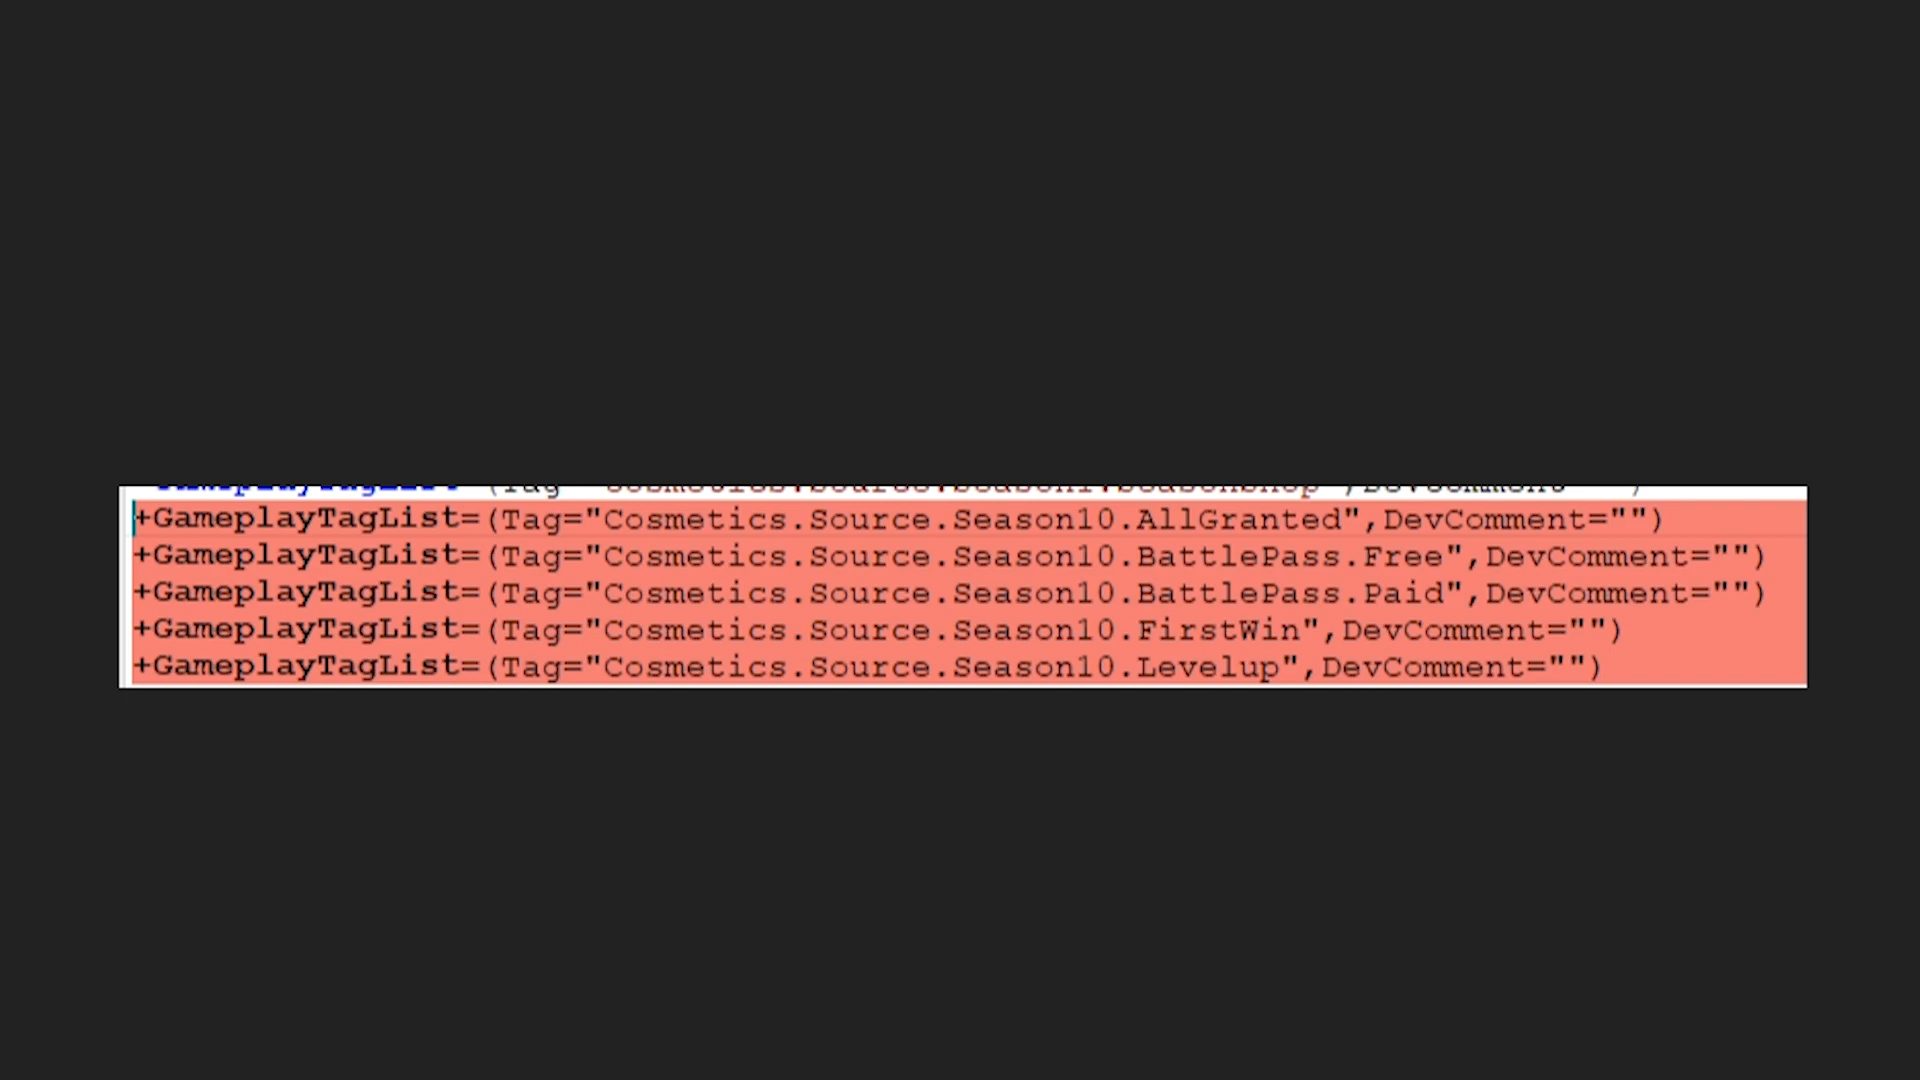 +GameplayTagList=(Tag="Cosmetics.Source.Season10.AllGranted",DevComment="")
+GameplayTagList=(Tag="Cosmetics.Source.Season10.BattlePass.Free",DevComment="")
+GameplayTagList=(Tag="Cosmetics.Source.Season10.BattlePass.Paid",DevComment="")
+GameplayTagList=(Tag="Cosmetics.Source.Season10.FirstWin",DevComment="")
+GameplayTagList=(Tag="Cosmetics.Source.Season10.Levelup",DevComment="")